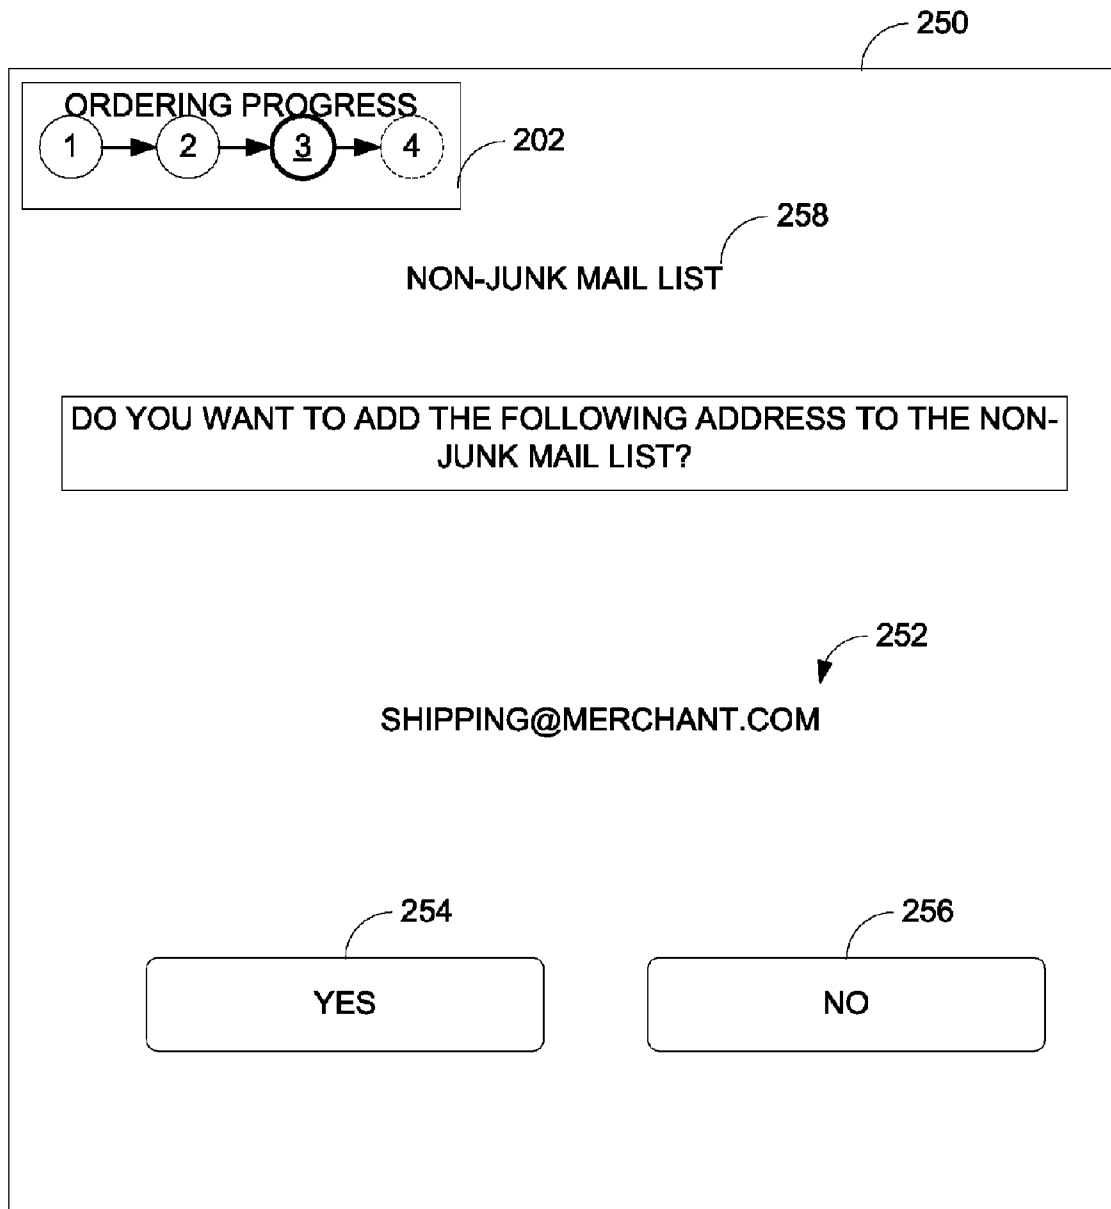 250
ORDERING PROGRESS
1 2 3 4
202
258
NON-JUNK MAIL LIST
DO YOU WANT TO ADD THE FOLLOWING ADDRESS TO THE NON-
JUNK MAIL LIST?
252
SHIPPING@MERCHANT.COM
254 256
YES NO